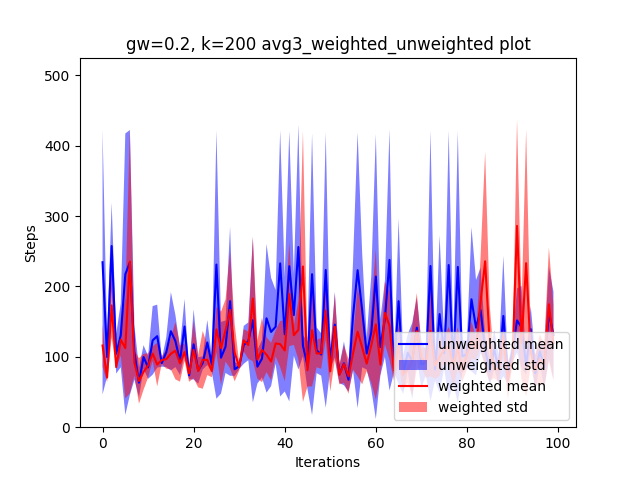 gw=0.2, k=200 avg3_weighted_unweighted plot
500
400
300
200
100
0
Steps
unweighted mean
unweighted std
weighted mean
weighted std
0
20
40
60
80
100
Iterations